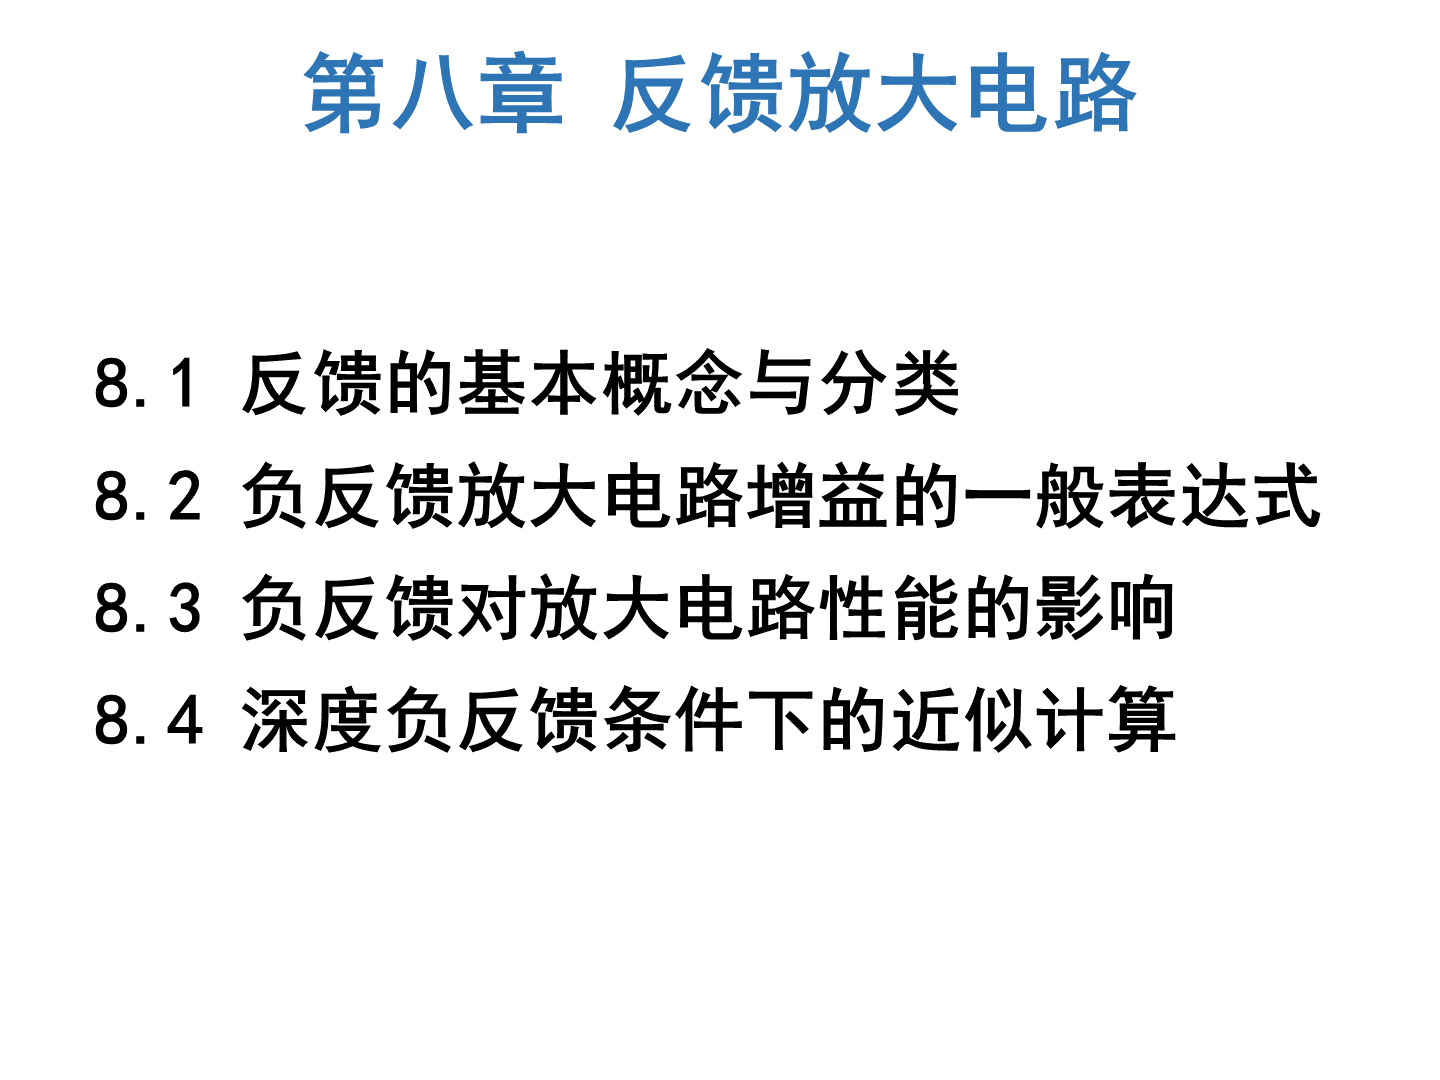 第八章 反馈放大电路
8.1 反馈的基本概念与分类
8.2 负反馈放大电路增益的一般表达式
8.3 负反馈对放大电路性能的影响
8.4 深度负反馈条件下的近似计算